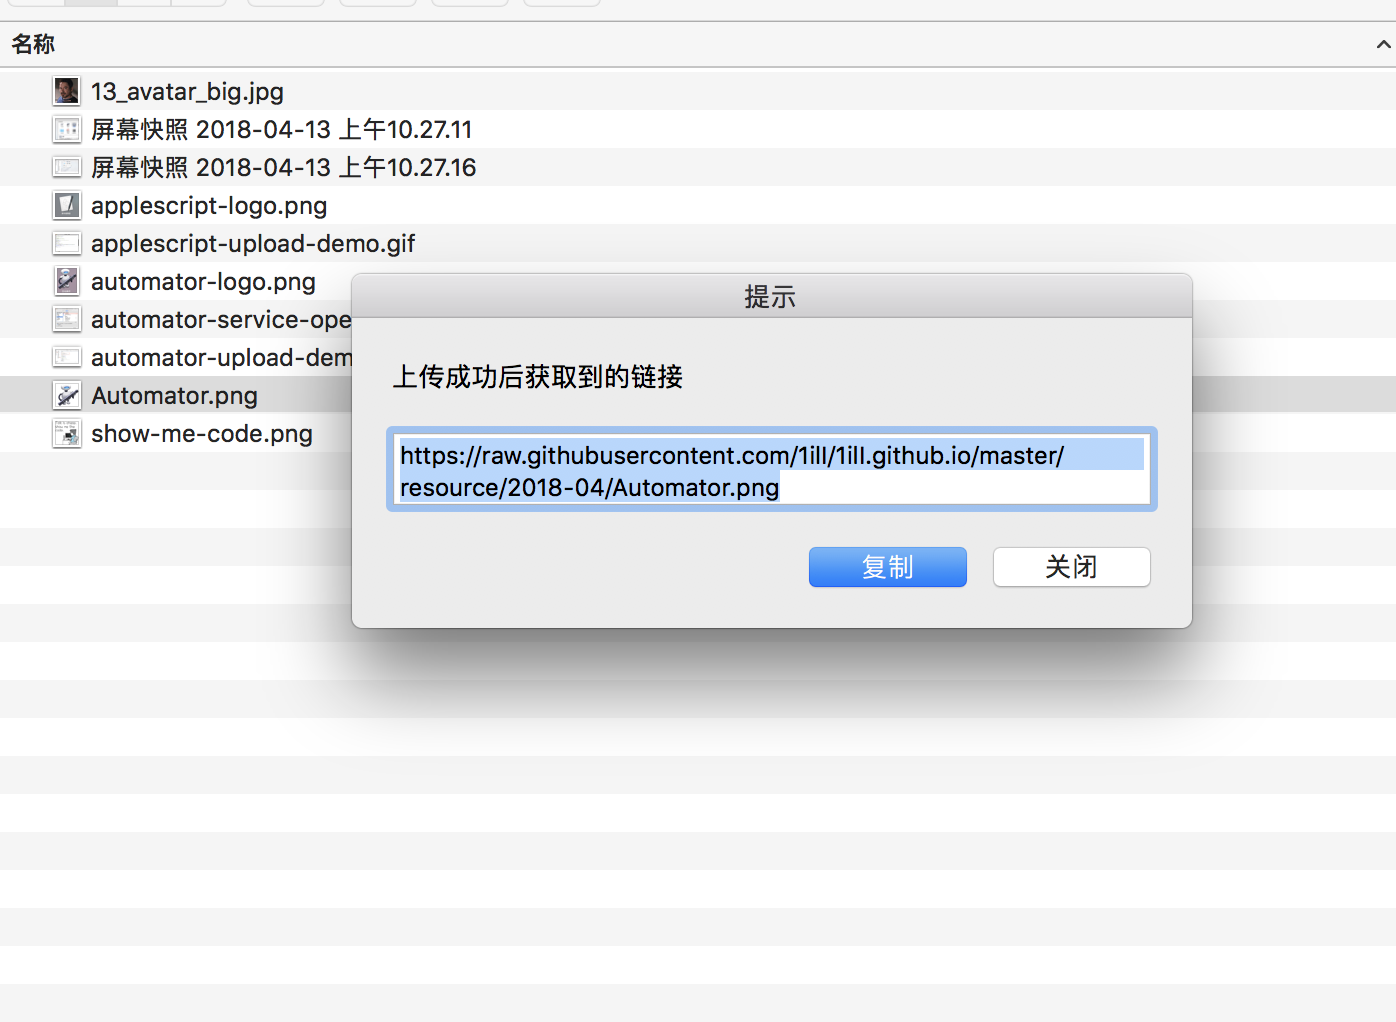 名称
13_avatar_big.jpg
屏幕快照 2018-04-13 上午10.27.11
屏幕快照 2018-04-13 上午10.27.16
applescript-logo.png
applescript-upload-demo.gif
automator-logo.png
automator-service-ope
automator-upload-dem
Automator.png
show-me-code.png
提示
上传成功后获取到的链接
https://raw.githubusercontent.com/1ilI/1ilI.github.io/master/
resource/2018-04/Automator.png
复制
关闭